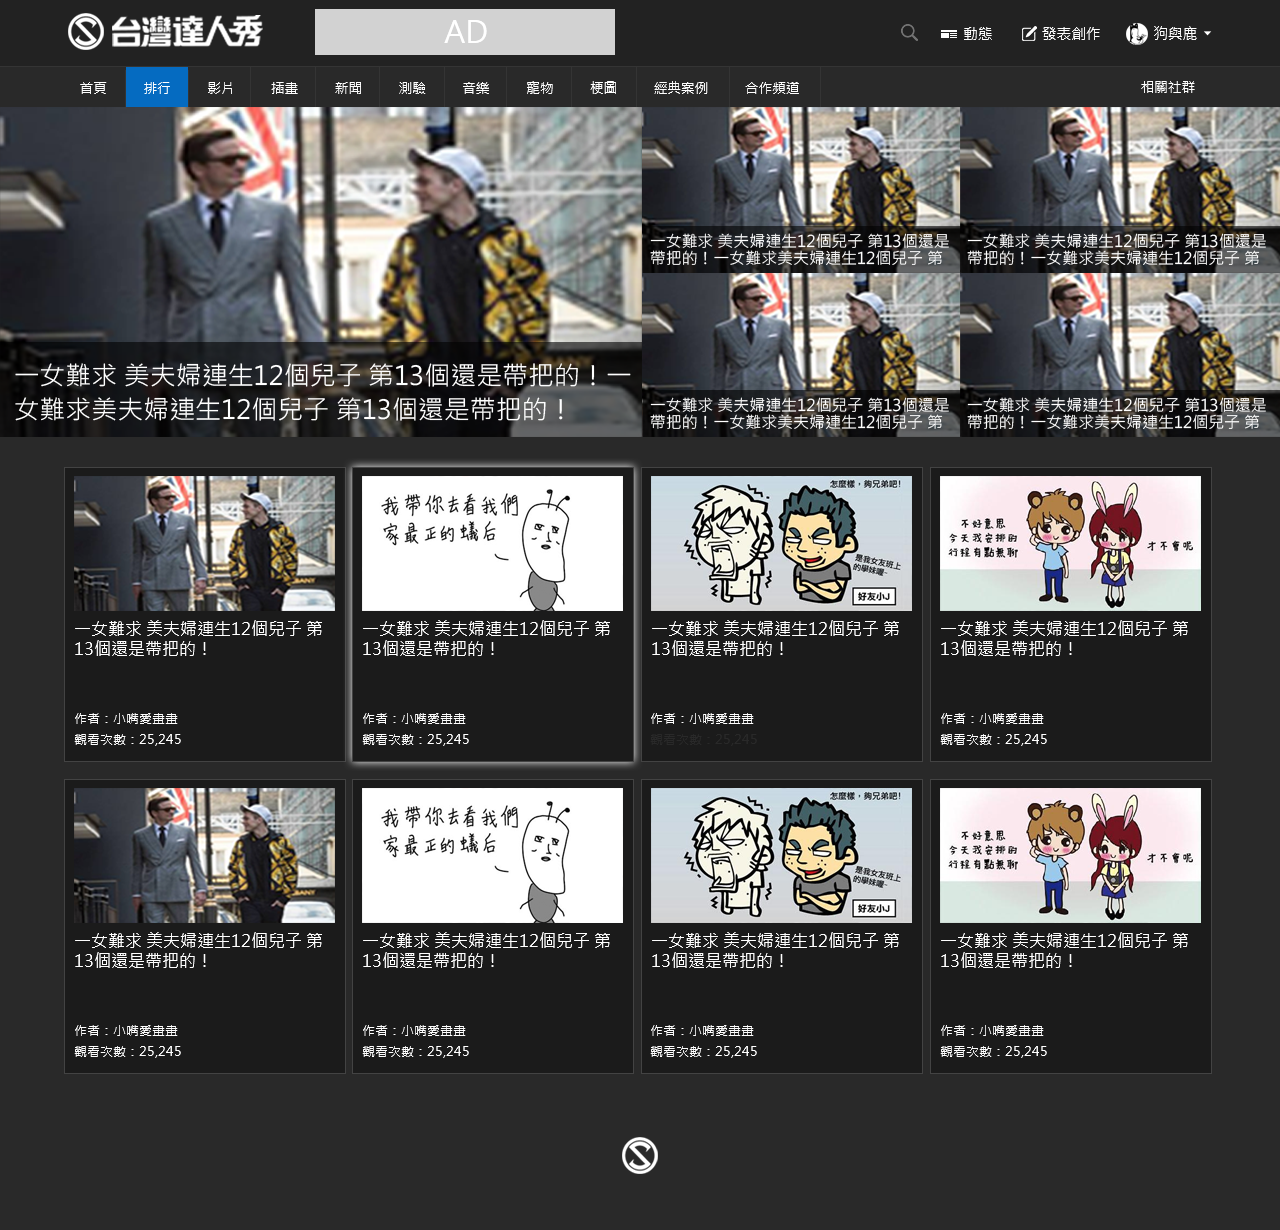 台灣達人秀
AD
動態
發表創作
狗與鹿
首頁
排行
影片
插畫
新聞
測驗
音樂
寵物
梗圖
經典案例
合作頻道
相關社群
一女難求 美夫婦連生12個兒子 第13個還是帶把的！一
女難求美夫婦連生12個兒子 第13個還是帶把的！
一女難求 美夫婦連生12個兒子 第13個還是
帶把的！一女難求美夫婦連生12個兒子 第
一女難求 美夫婦連生12個兒子 第13個還是
帶把的！一女難求美夫婦連生12個兒子 第
一女難求 美夫婦連生12個兒子 第13個還是
帶把的！一女難求美夫婦連生12個兒子 第
一女難求 美夫婦連生12個兒子 第13個還是
帶把的！一女難求美夫婦連生12個兒子 第
一女難求 美夫婦連生12個兒子 第
13個還是帶把的！
作者：小嘴愛畫畫
觀看次數：25,245
我帶你去看我們
家最正的蟻后
一女難求 美夫婦連生12個兒子 第
13個還是帶把的！
作者：小嘴愛畫畫
觀看次數：25,245
怎麼樣，夠兄弟吧!
是我女友班上
的學妹喔~
好友小J
一女難求 美夫婦連生12個兒子 第
13個還是帶把的！
作者：小嘴愛畫畫
觀看次數：25,245
不好意思
今天我安排的
行程有點無聊
才不會呢
一女難求 美夫婦連生12個兒子 第
13個還是帶把的！
作者：小嘴愛畫畫
觀看次數：25,245
一女難求 美夫婦連生12個兒子 第
13個還是帶把的！
作者：小嘴愛畫畫
觀看次數：25,245
我帶你去看我們
家最正的蟻后
一女難求 美夫婦連生12個兒子 第
13個還是帶把的！
作者：小嘴愛畫畫
觀看次數：25,245
怎麼樣，夠兄弟吧!
是我女友班上
的學妹喔~
好友小J
一女難求 美夫婦連生12個兒子 第
13個還是帶把的！
作者：小嘴愛畫畫
觀看次數：25,245
不好意思
今天我安排的
行程有點無聊
才不會呢
一女難求 美夫婦連生12個兒子 第
13個還是帶把的！
作者：小嘴愛畫畫
觀看次數：25,245